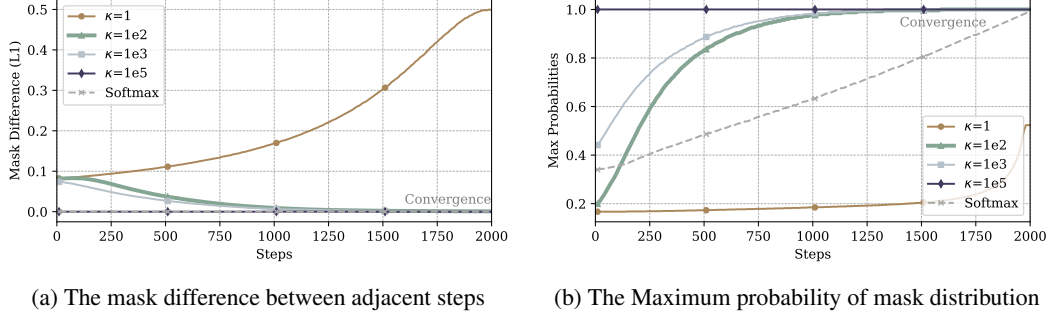 0.5
0.4
0.3
0.2
0.1
0.0
Mask Difference (L1)
κ=1
κ=1e2
κ=1e3
κ=1e5
Softmax
Convergence
0 250 500 750 1000 1250 1500 1750 2000
Steps
(a) The mask difference between adjacent steps
1.0
0.8
0.6
0.4
0.2
Max Probabilities
Convergence
κ=1
κ=1e2
κ=1e3
κ=1e5
Softmax
0 250 500 750 1000 1250 1500 1750 2000
Steps
(b) The Maximum probability of mask distribution